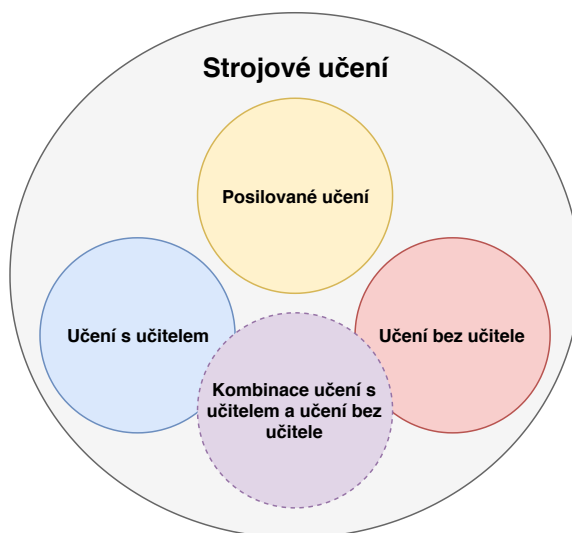 Strojové učení
Posilované učení
Učení s učitelem
Učení bez učitele
Kombinace učení s
učitelem a učení bez
učitele